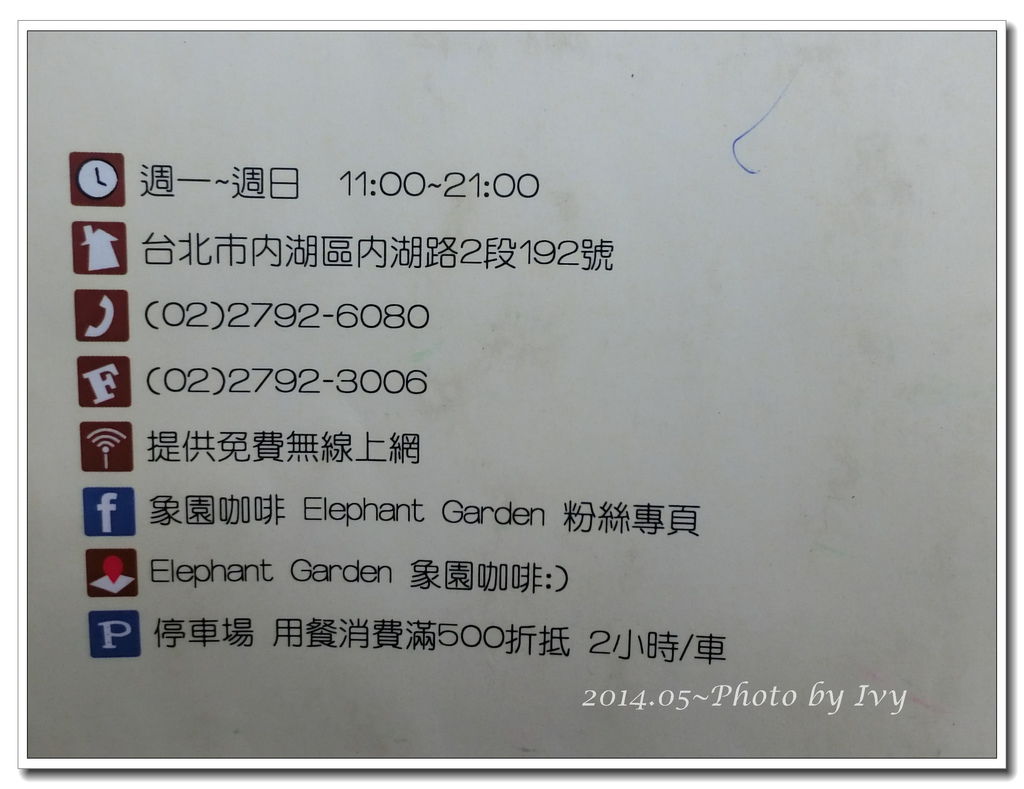 週一~週日 11:00~21:00
台北市內湖區內湖路2段192號
(02)2792-6080
F (02)2792-3006
提供免費無線上網
f 象園咖啡 Elephant Garden 粉絲專頁
Elephant Garden 象園咖啡:)
P 停車場 用餐消費滿500折抵 2小時/車
2014.05~Photo by Ivy